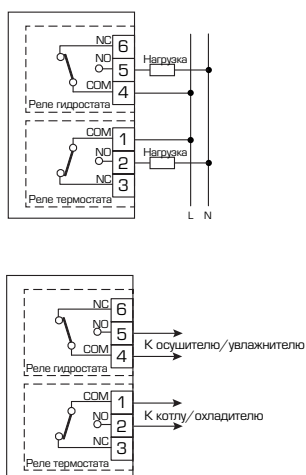 NC 6
NO 5 Нагрузка
COM 4
Реле гидростата
COM 1
NO 2 Нагрузка
NC 3
Реле термостата
L N
NC 6
NO 5
К осушителю/увлажнителю
COM 4
Реле гидростата
COM 1
К котлу/охладителю
NO 2
NC 3
Реле термостата